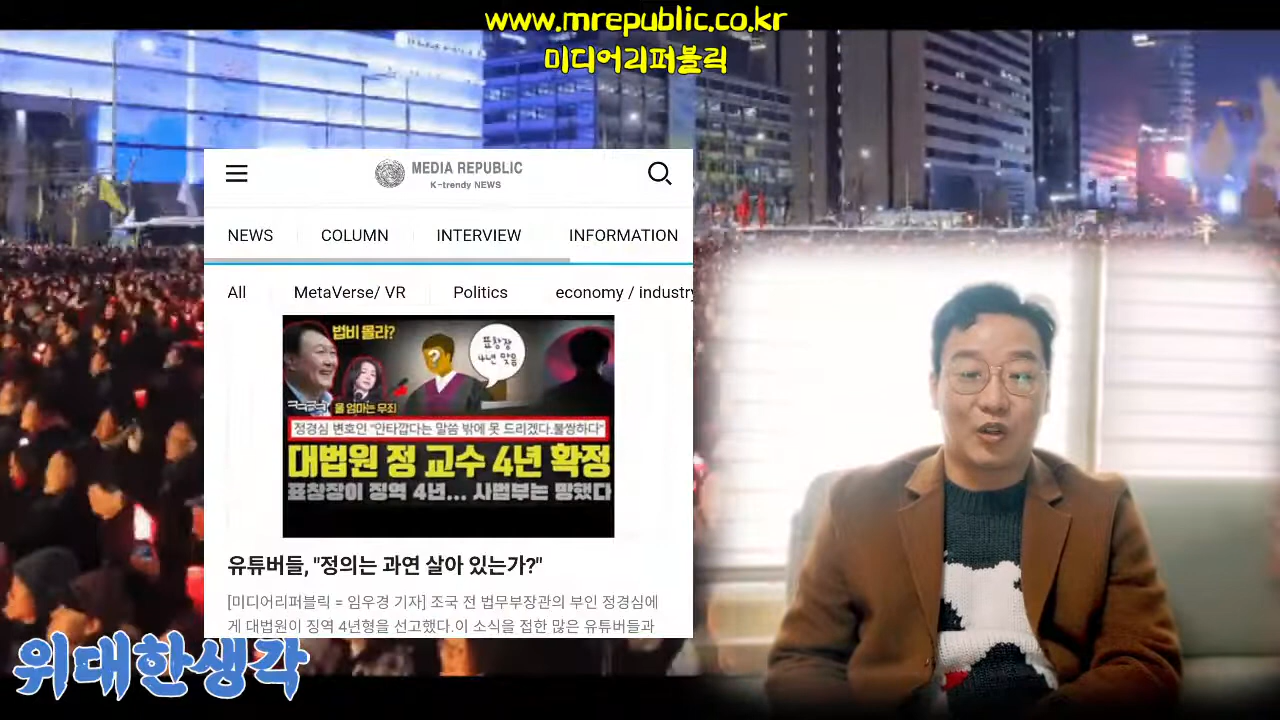 www.mrepublic.co.kr
미디어리퍼블릭
MEDIA REPUBLIC
K-trendy NEWS
NEWS COLUMN INTERVIEW INFORMATION
All MetaVerse/ VR Politics economy / industry
법비 몰라?
표창장
4년 맞음
?
ㅋㅋㅋㅋ
울 엄마는 무죄
정경심 변호인 "안타깝다는 말씀 밖에 못 드리겠다.불쌍하다"
대법원 정 교수 4년 확정
표창장이 징역 4년... 사법부는 망했다
유튜버들, "정의는 과연 살아 있는가?"
[미디어리퍼블릭 = 임우경 기자] 조국 전 법무부장관의 부인 정경심에
게 대법원이 징역 4년형을 선고했다.이 소식을 접한 많은 유튜버들과
위대한생각